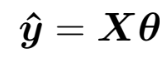 ŷ = Xθ